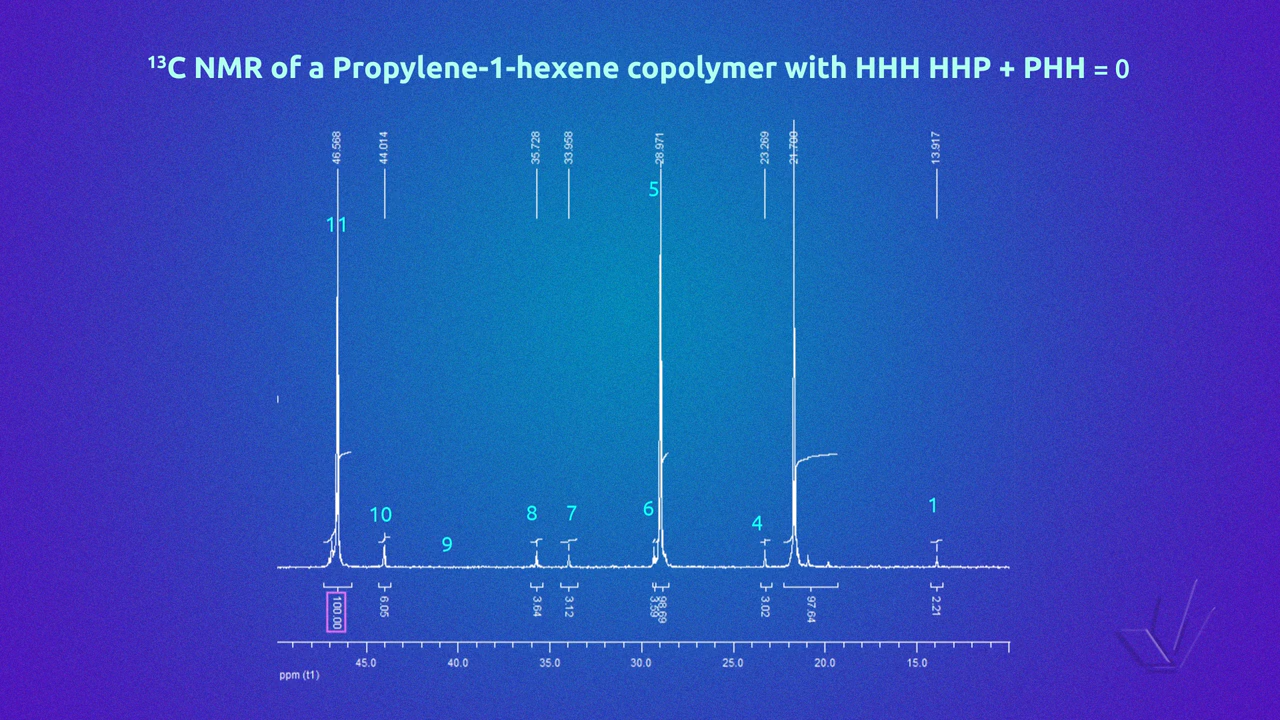 ¹³C NMR of a Propylene-1-hexene copolymer with HHH HHP + PHH = 0
46.568 44.014 35.728 33.958 28.971 23.269 21.700 13.917
5
11
1
10 8 7 6 4
9
100.00 6.05 3.64 3.12 3.59 98.69 3.02 97.64 2.21
45.0 40.0 35.0 30.0 25.0 20.0 15.0
ppm (t1)